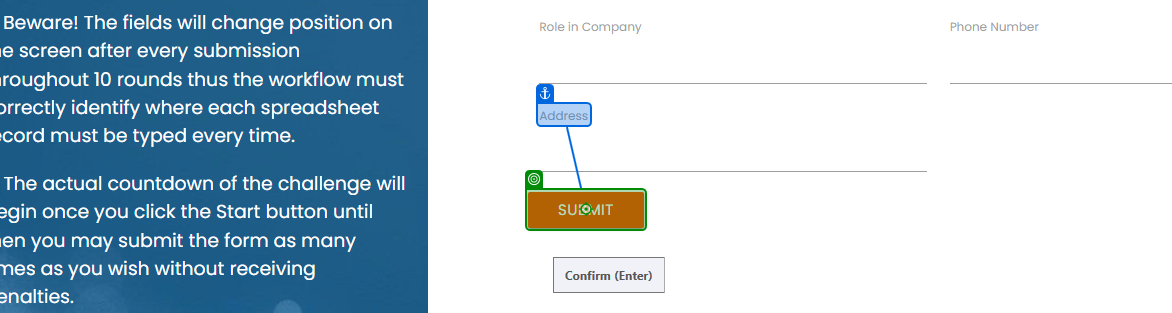 Beware! The fields will change position on
he screen after every submission
hroughout 10 rounds thus the workflow must
orrectly identify where each spreadsheet
ecord must be typed every time.
The actual countdown of the challenge will
egin once you click the Start button until
hen you may submit the form as many
mes as you wish without receiving
enalties.
Role in Company
Phone Number
Address
SUBMIT
Confirm (Enter)